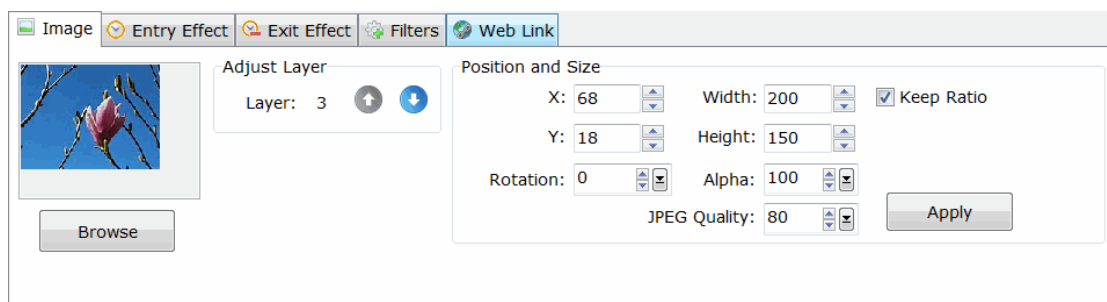 Image Entry Effect Exit Effect Filters Web Link
Adjust Layer
Layer: 3
Browse
Position and Size
X: 68 Width: 200 Keep Ratio
Y: 18 Height: 150
Rotation: 0 Alpha: 100
JPEG Quality: 80 Apply